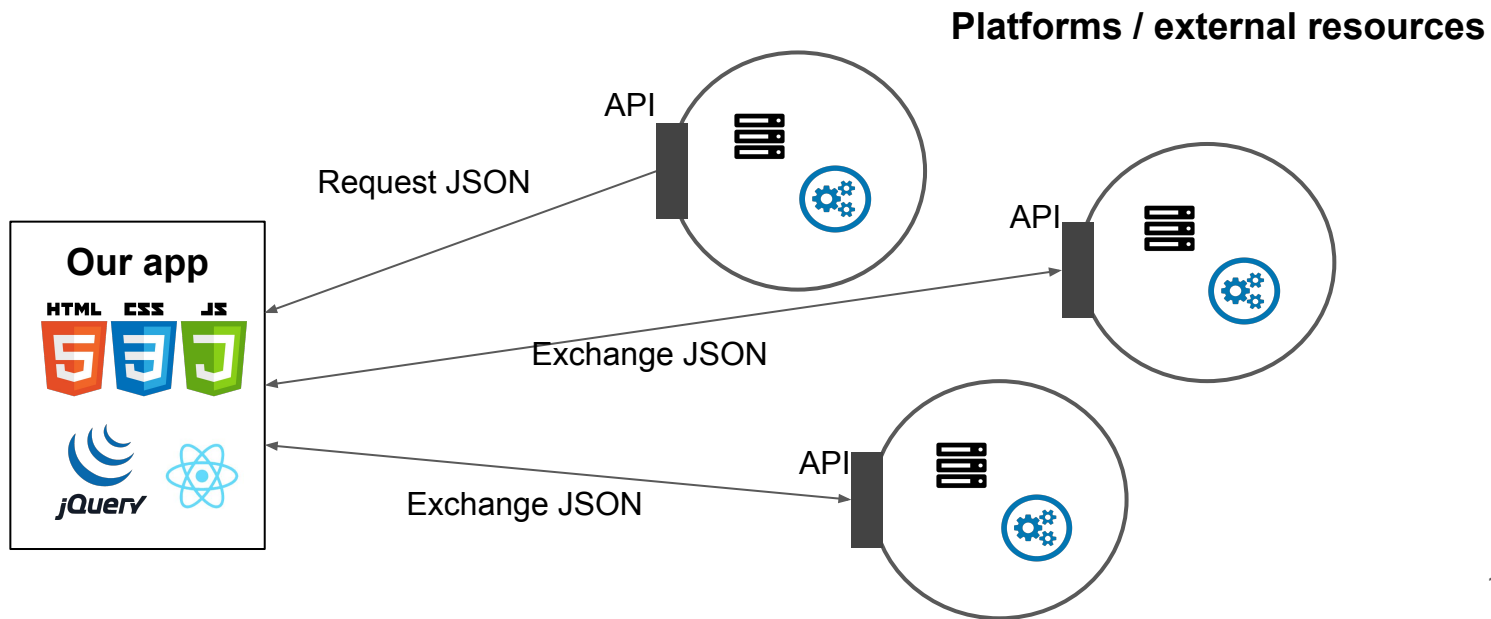 Platforms / external resources
API
Request JSON
API
Our app
HTML CSS JS
Exchange JSON
jQuery
API
Exchange JSON